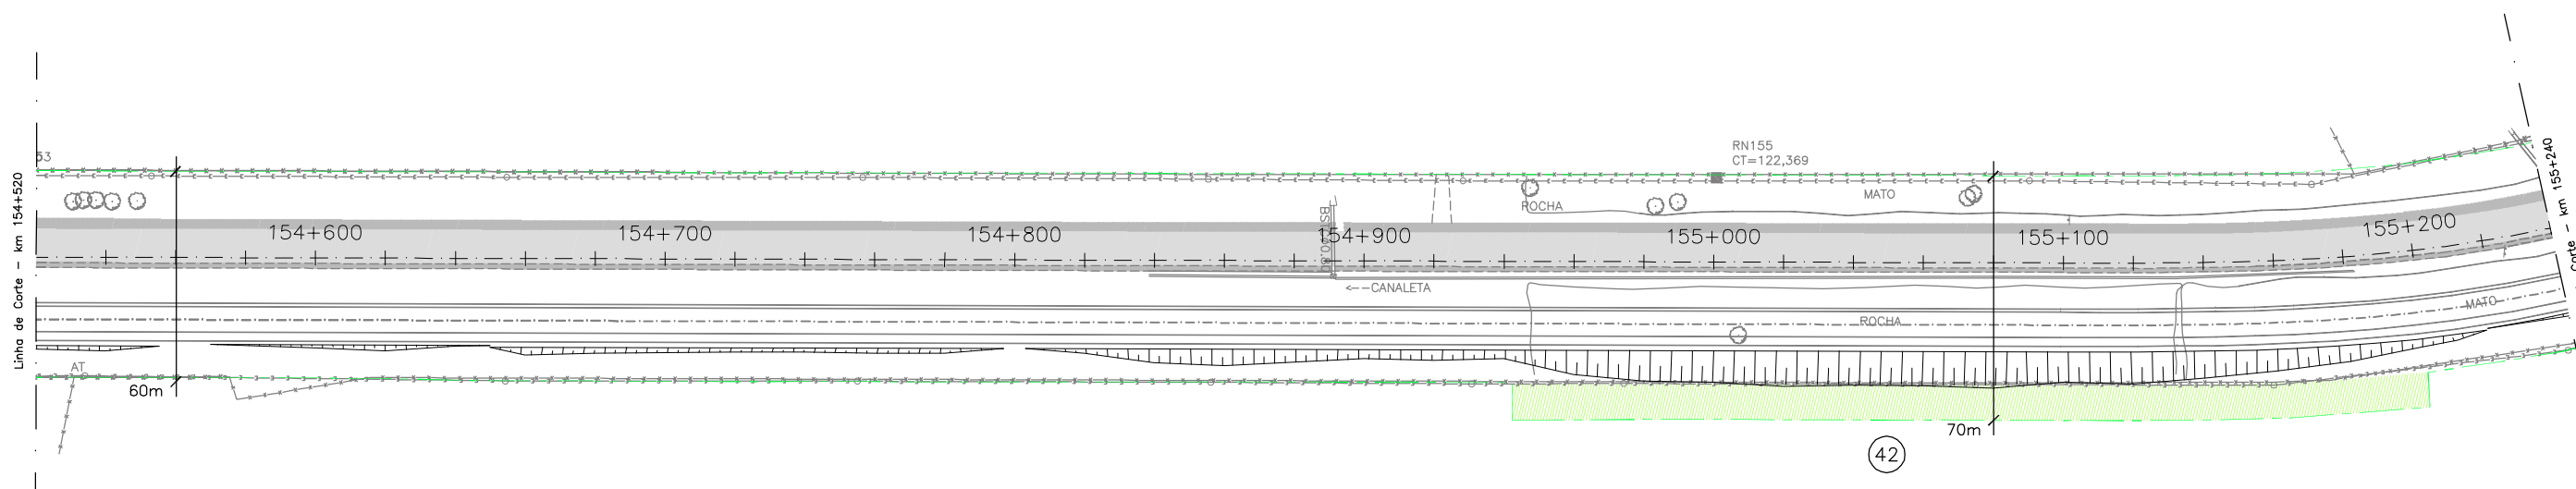 Linha de Corte - km 154+520
53
154+600
154+700
154+800
154+900
155+000
155+100
155+200
RN155
CT=122,369
ROCHA
MATO
<--CANALETA
ROCHA
MATO
AT
60m
70m
42
Corte - km 155+240